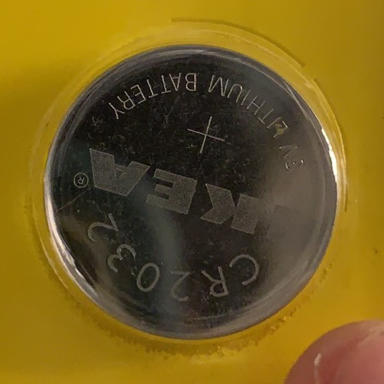 3V LITHIUM BATTERY
+
IKEA®
CR2032